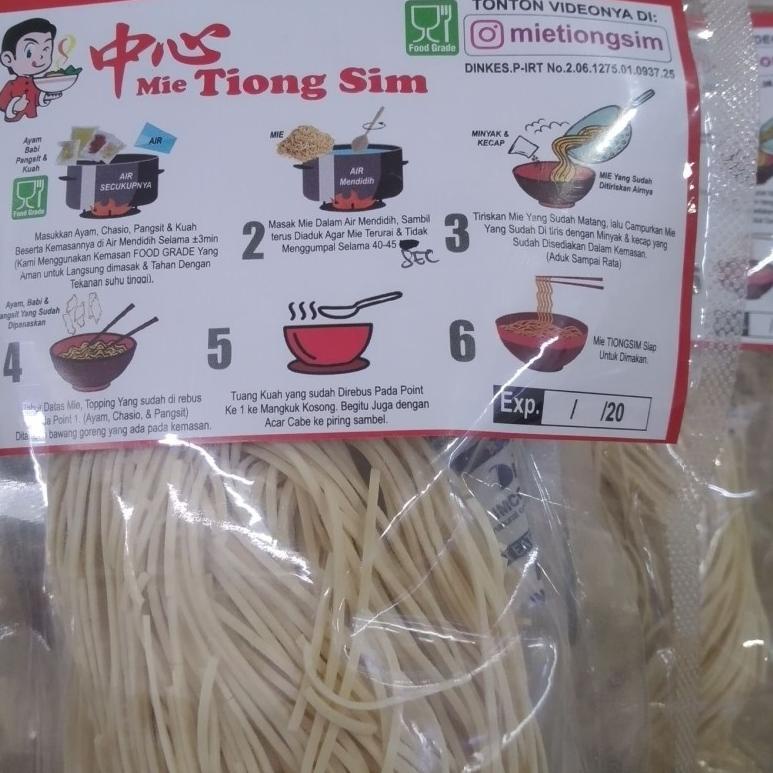 TONTON VIDEONYA DI:
mietiongsim
Food Grade
DINKES.P-IRT No.2.06.1275.01.0937.25
中心
Mie Tiong Sim
Ayam
Babi
Pangsit &
Kuah
AIR
AIR
SECUKUPNYA
Food Grade
Masukkan Ayam, Chasio, Pangsit & Kuah
Beserta Kemasannya di Air Mendidih Selama ±3min
(Kami Menggunakan Kemasan FOOD GRADE Yang
Aman untuk Langsung dimasak & Tahan Dengan
Tekanan suhu tinggi).
MIE
AIR
Mendidih
2
Masak Mie Dalam Air Mendidih, Sambil
terus Diaduk Agar Mie Terurai & Tidak
Menggumpal Selama 40-45
SEC
MINYAK &
KECAP
MIE Yang Sudah
Ditiriskan Airnya
3
Tiriskan Mie Yang Sudah Matang, lalu Campurkan Mie
Yang Sudah Di tiris dengan Minyak & kecap yang
Sudah Disediakan Dalam Kemasan.
(Aduk Sampai Rata)
Ayam, Babi &
Pangsit Yang Sudah
Dipanaskan
4
Datas Mie, Topping Yang sudah di rebus
Point 1. (Ayam, Chasio, & Pangsit)
bawang goreng yang ada pada kemasan.
5
Tuang Kuah yang sudah Direbus Pada Point
Ke 1 ke Mangkuk Kosong. Begitu Juga dengan
Acar Cabe ke piring sambel.
6
Mie TIONGSIM Siap
Untuk Dimakan.
Exp. / /20